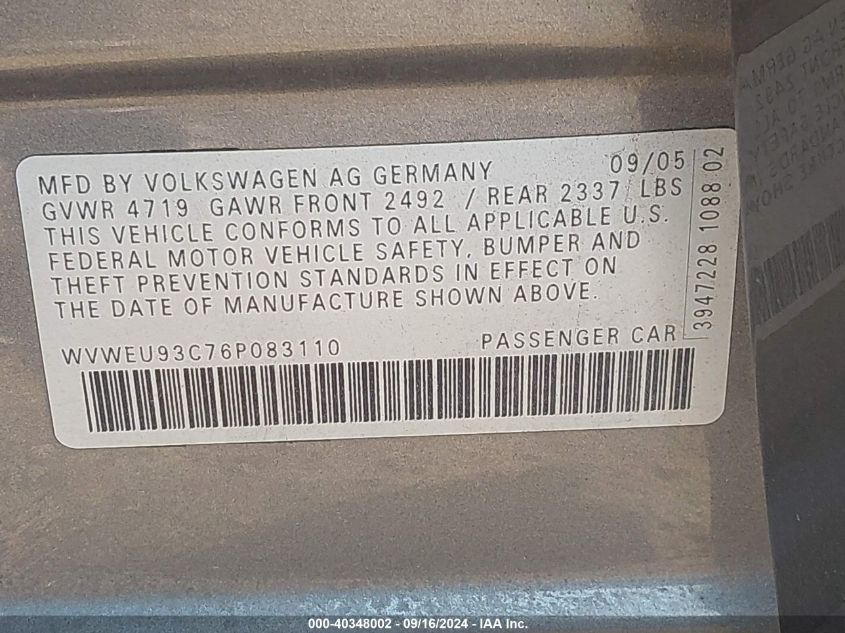 MFD BY VOLKSWAGEN AG GERMANY 09/05
GVWR 4719 GAWR FRONT 2492 / REAR 2337 LBS
THIS VEHICLE CONFORMS TO ALL APPLICABLE U.S.
FEDERAL MOTOR VEHICLE SAFETY, BUMPER AND
THEFT PREVENTION STANDARDS IN EFFECT ON
THE DATE OF MANUFACTURE SHOWN ABOVE.
WVWEU93C76P083110 PASSENGER CAR
3947228 1088 02
000-40348002 - 09/16/2024 - IAA Inc.